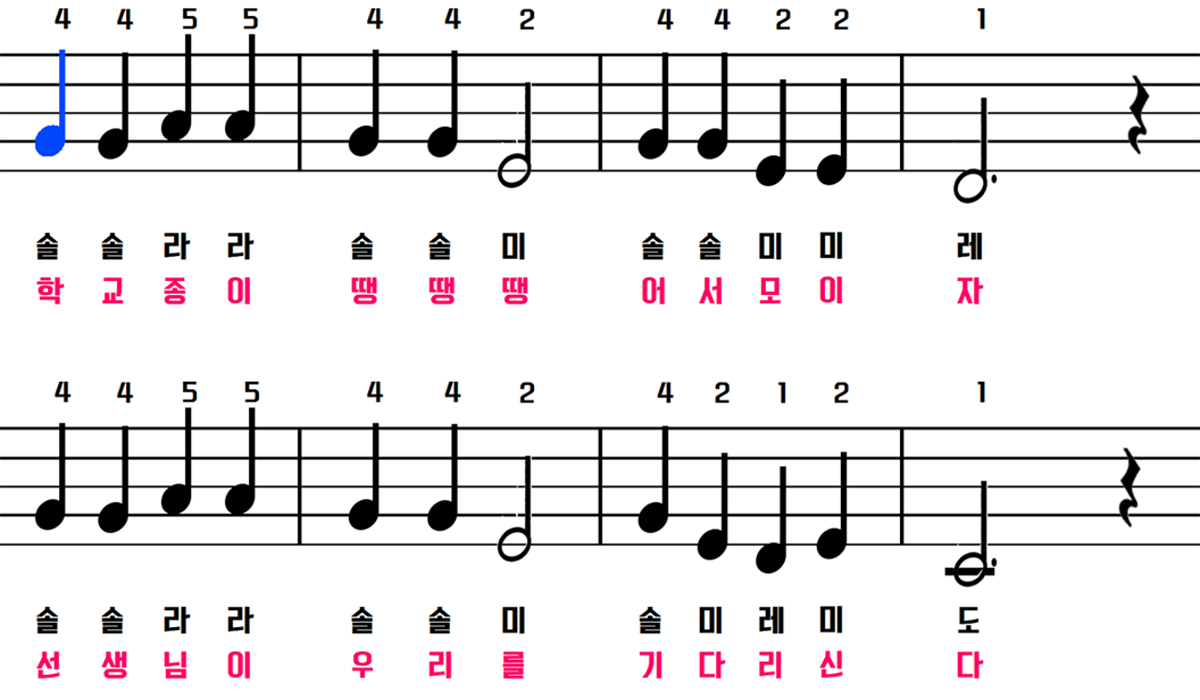 4 4 5 5 4 4 2 4 4 2 2 1
솔 솔 라 라 솔 솔 미 솔 솔 미 미 레
학 교 종 이 땡 땡 땡 어 서 모 이 자
4 4 5 5 4 4 2 4 2 1 2 1
솔 솔 라 라 솔 솔 미 솔 미 레 미 도
선 생 님 이 우 리 를 기 다 리 신 다